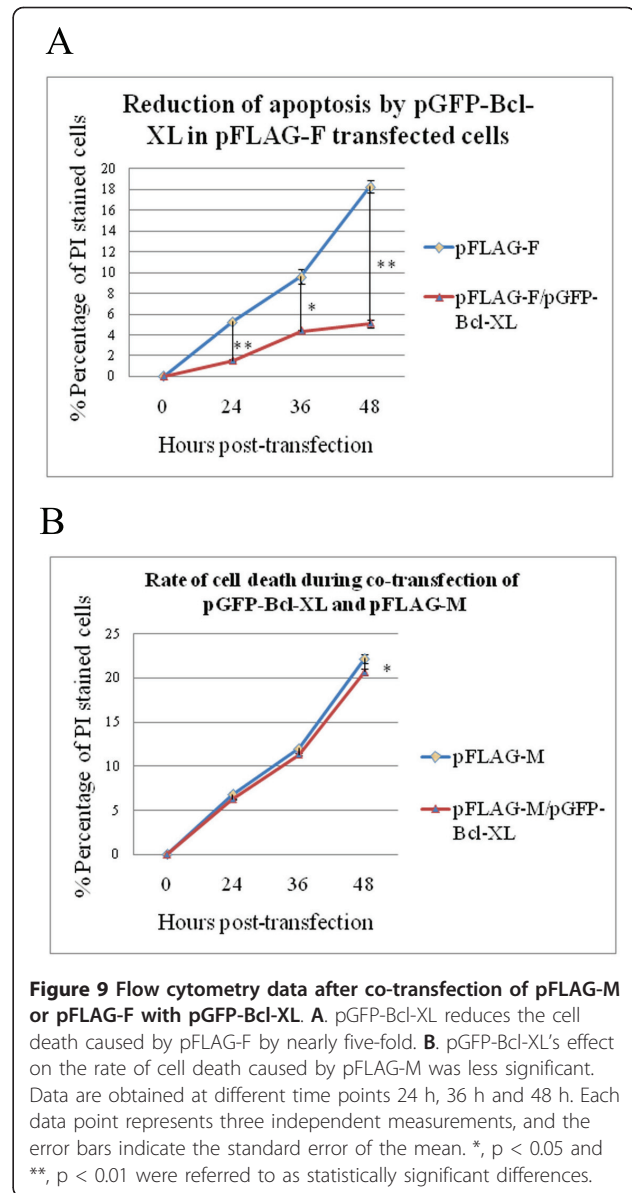 A
Reduction of apoptosis by pGFP-Bcl-
XL in pFLAG-F transfected cells
% Percentage of PI stained cells
20
18
16
14
12
10
8
6
4
2
0
**
*
**
0 24 36 48
Hours post-transfection
pFLAG-F
pFLAG-F/pGFP-
Bcl-XL
B
Rate of cell death during co-transfection of
pGFP-Bcl-XL and pFLAG-M
% Percentage of PI stained cells
25
20
15
10
5
0
*
0 24 36 48
Hours post-transfection
pFLAG-M
pFLAG-M/pGFP-
Bcl-XL
Figure 9 Flow cytometry data after co-transfection of pFLAG-M
or pFLAG-F with pGFP-Bcl-XL. A. pGFP-Bcl-XL reduces the cell
death caused by pFLAG-F by nearly five-fold. B. pGFP-Bcl-XL's effect
on the rate of cell death caused by pFLAG-M was less significant.
Data are obtained at different time points 24 h, 36 h and 48 h. Each
data point represents three independent measurements, and the
error bars indicate the standard error of the mean. *, p < 0.05 and
**, p < 0.01 were referred to as statistically significant differences.